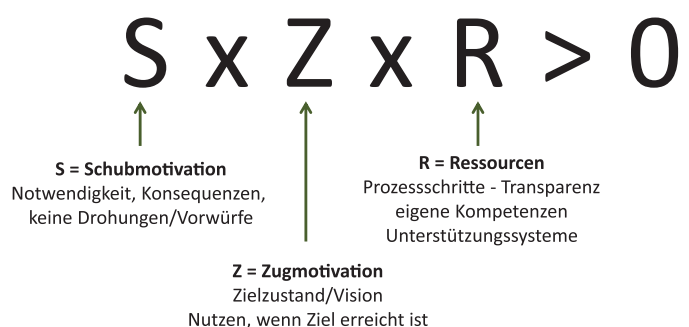 S x Z x R > 0
S = Schubmotivation
Notwendigkeit, Konsequenzen,
keine Drohungen/Vorwürfe
R = Ressourcen
Prozessschritte - Transparenz
eigene Kompetenzen
Unterstützungssysteme
Z = Zugmotivation
Zielzustand/Vision
Nutzen, wenn Ziel erreicht ist